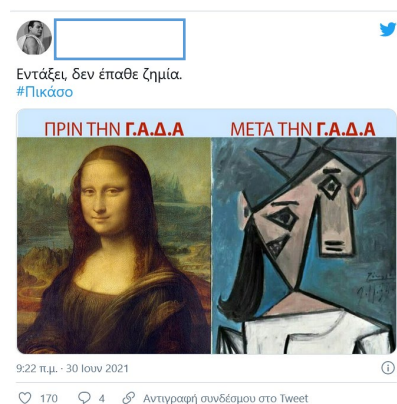 Εντάξει, δεν έπαθε ζημία.
#Πικάσο
ΠΡΙΝ ΤΗΝ Γ.Α.Δ.Α
ΜΕΤΑ ΤΗΝ Γ.Α.Δ.Α
9:22 π.μ. · 30 Ιουν 2021
170
4
Αντιγραφή συνδέσμου στο Tweet